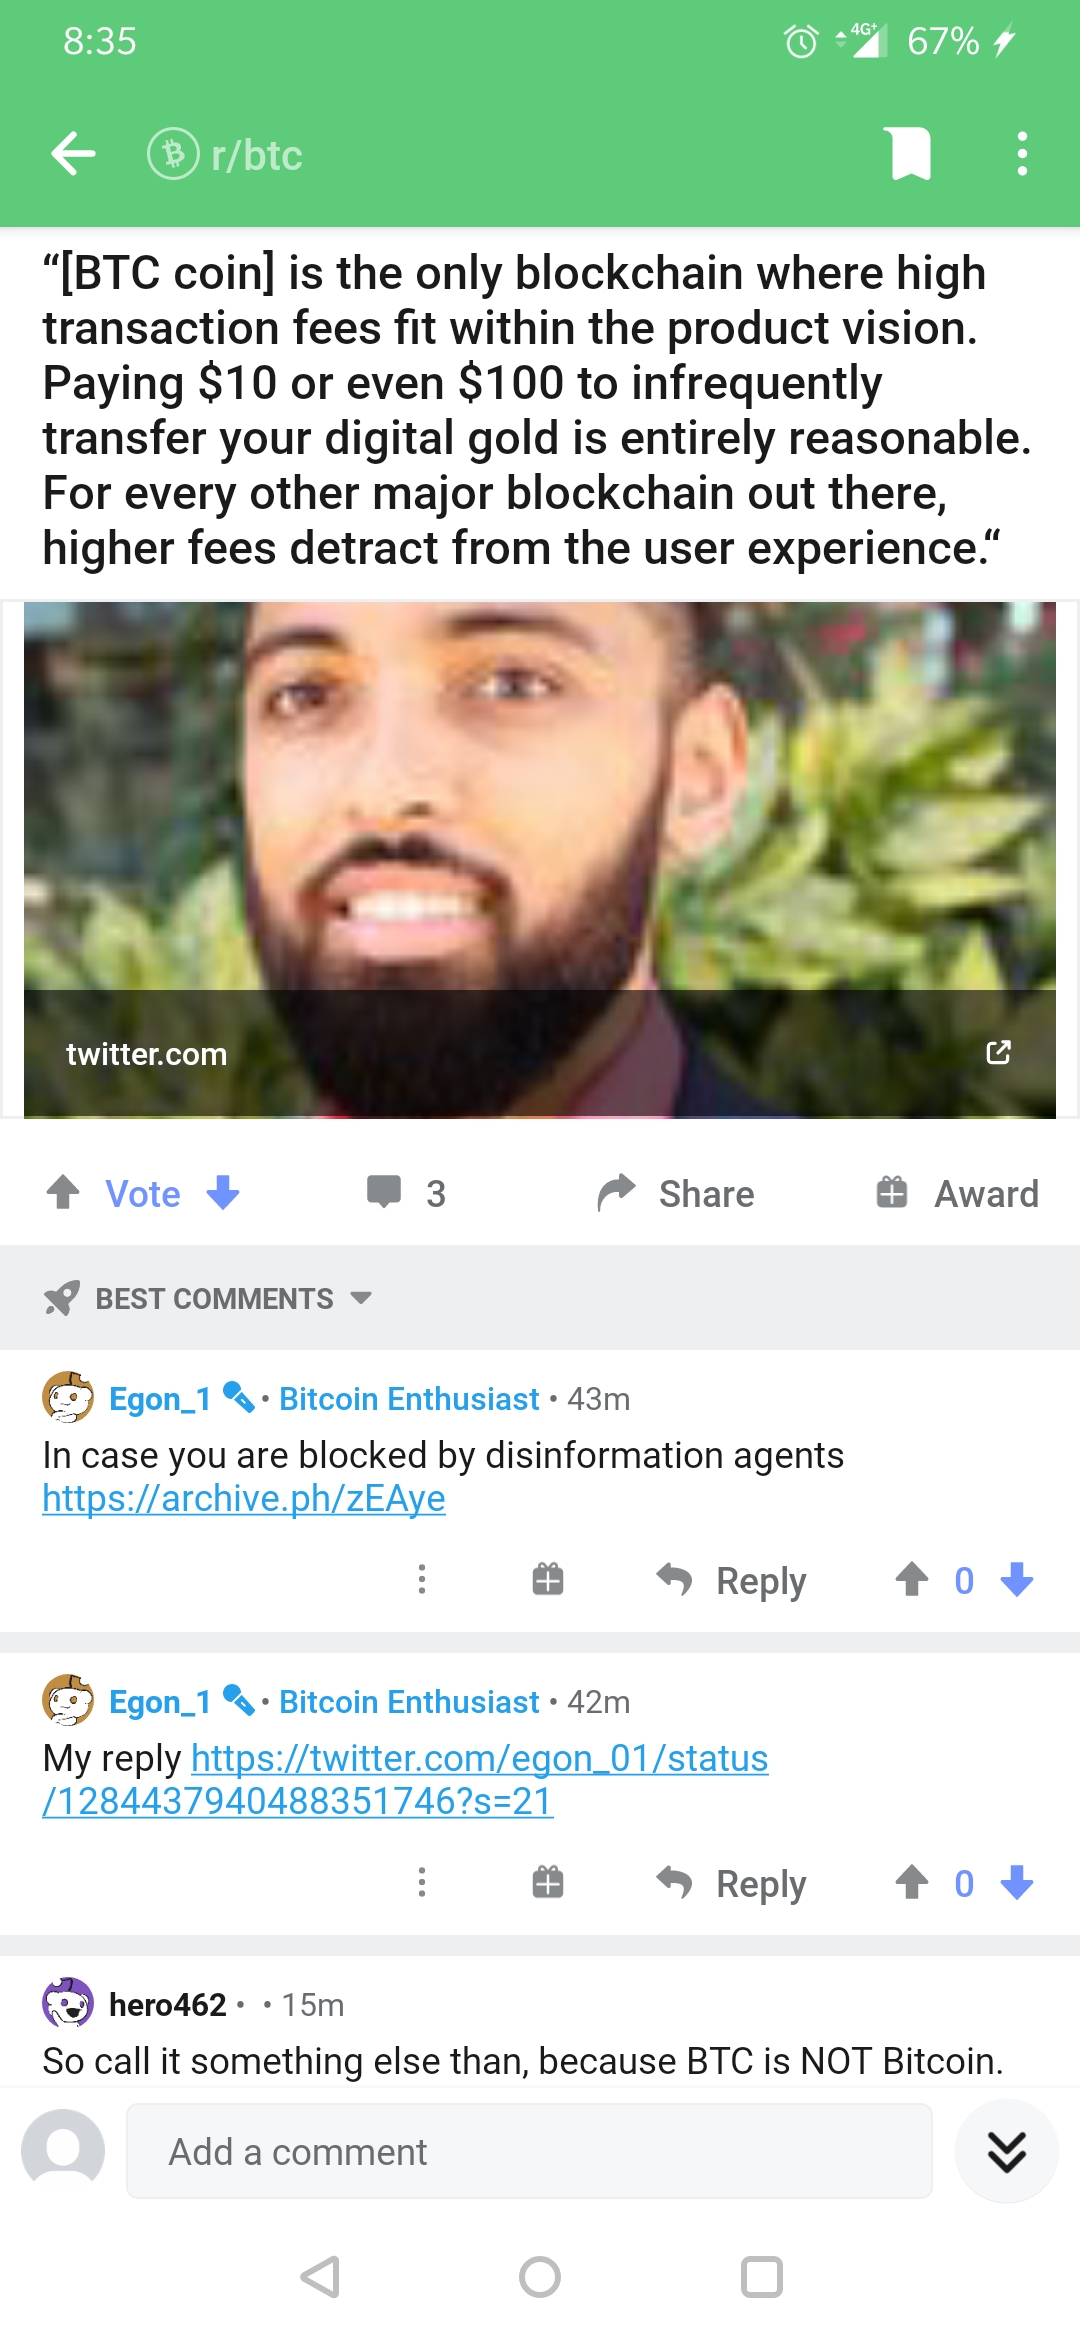 8:35
4G+ 67%
r/btc
“[BTC coin] is the only blockchain where high
transaction fees fit within the product vision.
Paying $10 or even $100 to infrequently
transfer your digital gold is entirely reasonable.
For every other major blockchain out there,
higher fees detract from the user experience.“
twitter.com
Vote 3 Share Award
BEST COMMENTS
Egon_1 • Bitcoin Enthusiast • 43m
In case you are blocked by disinformation agents
https://archive.ph/zEAye
Reply 0
Egon_1 • Bitcoin Enthusiast • 42m
My reply https://twitter.com/egon_01/status
/1284437940488351746?s=21
Reply 0
hero462 • • 15m
So call it something else than, because BTC is NOT Bitcoin.
Add a comment